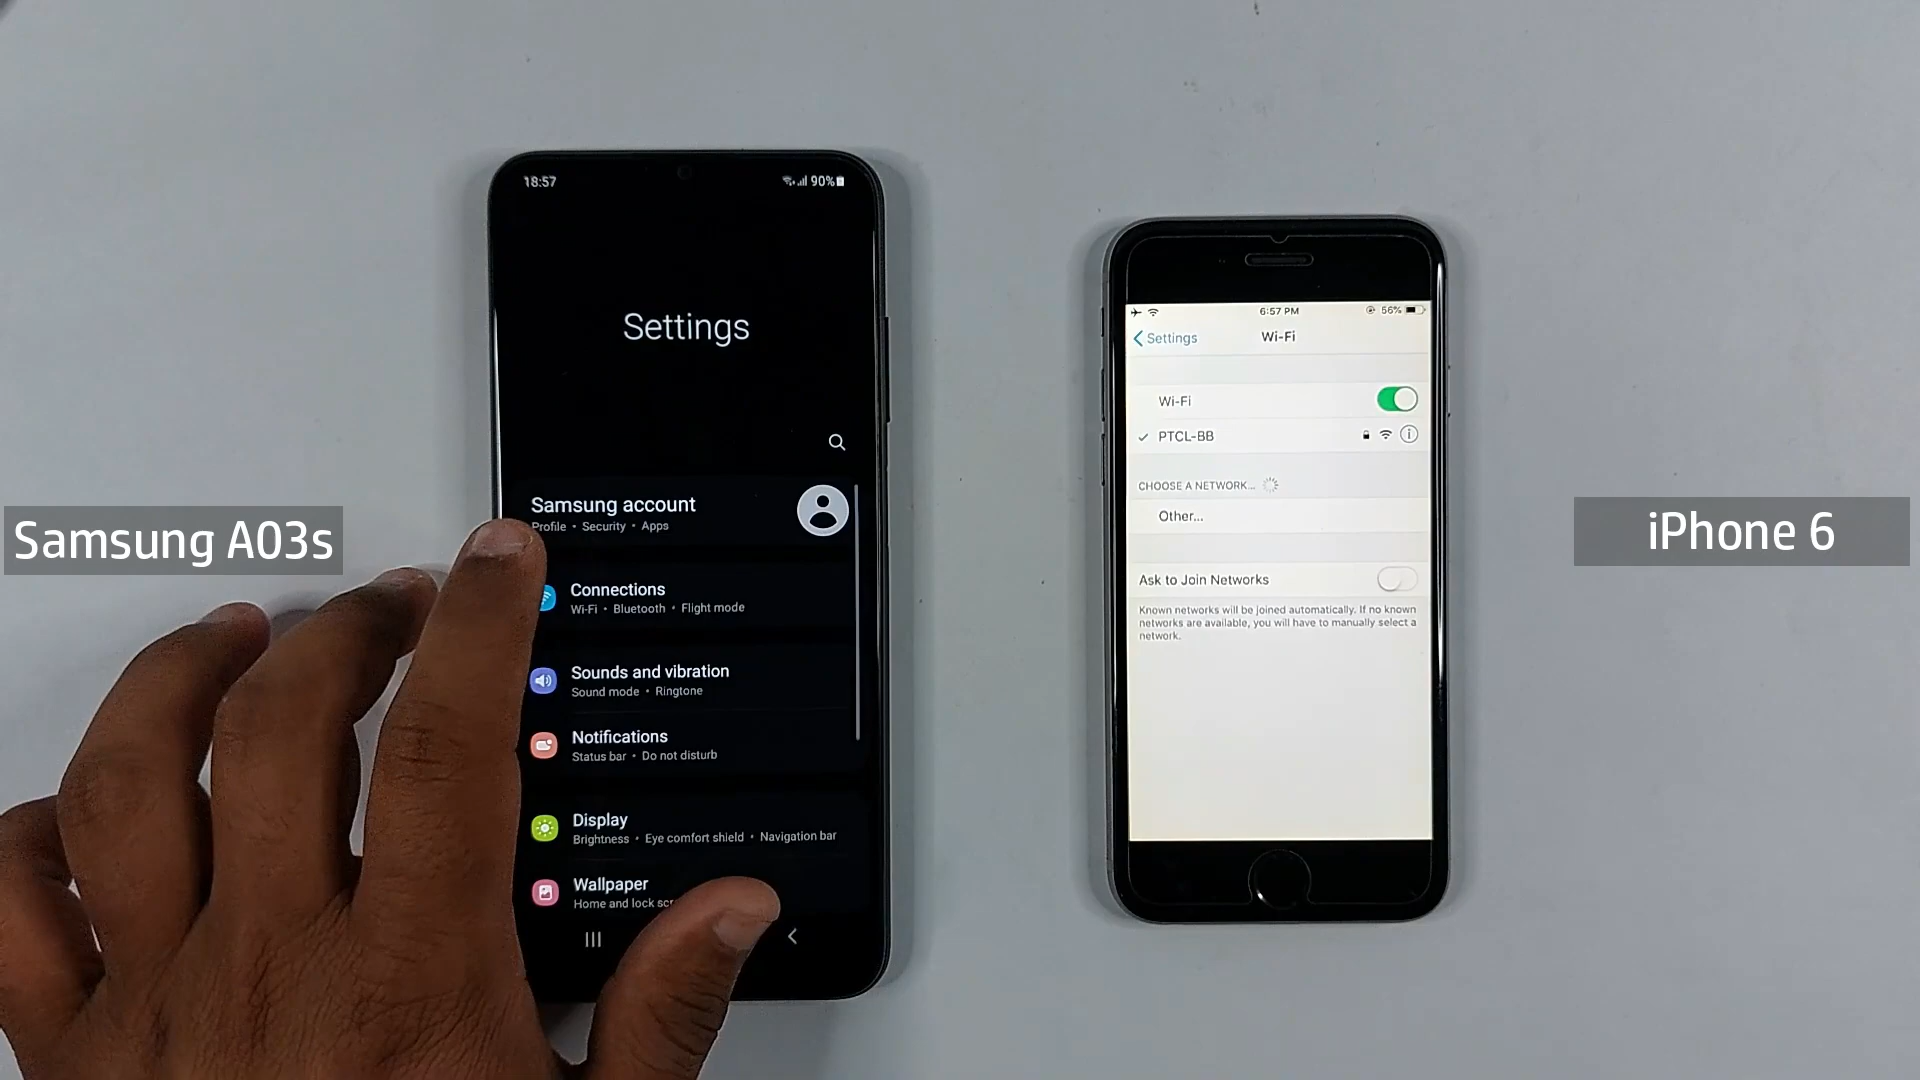 Samsung A03s
18:57
90%
Settings
Samsung account
Profile • Security • Apps
Connections
Wi-Fi • Bluetooth • Flight mode
Sounds and vibration
Sound mode • Ringtone
Notifications
Status bar • Do not disturb
Display
Brightness • Eye comfort shield • Navigation bar
Wallpaper
Home and lock
6:57 PM
56%
Settings
Wi-Fi
Wi-Fi
PTCL-BB
CHOOSE A NETWORK...
Other...
Ask to Join Networks
Known networks will be joined automatically. If no known
networks are available, you will have to manually select a
network.
iPhone 6